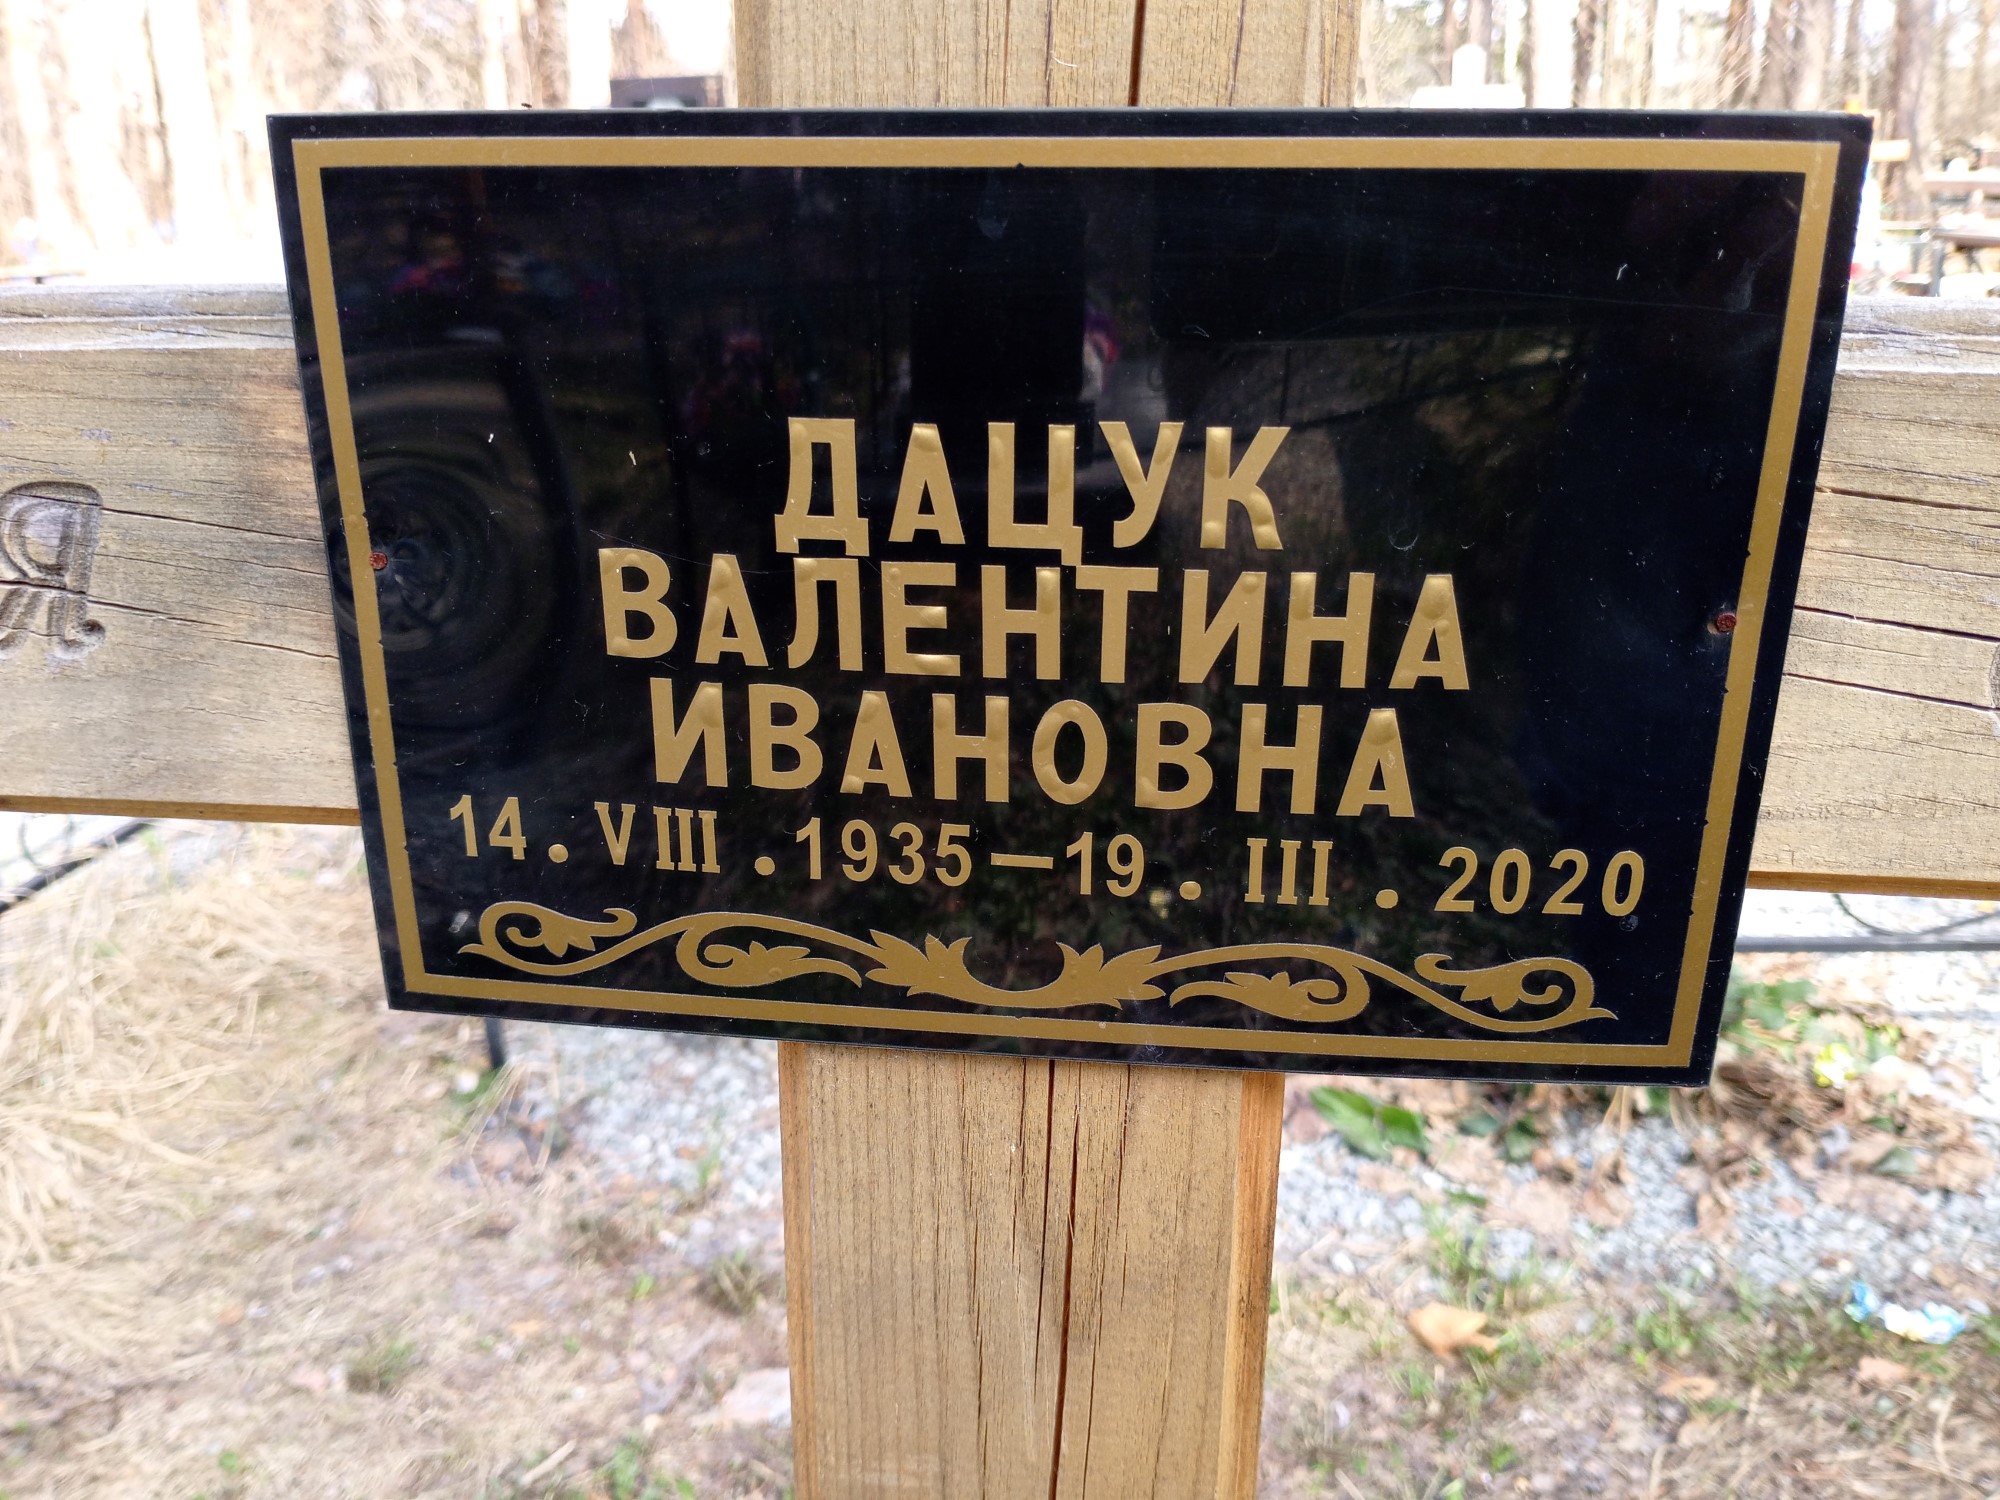 ДАЦУК
ВАЛЕНТИНА
ИВАНОВНА
14.VIII.1935—19.III.2020